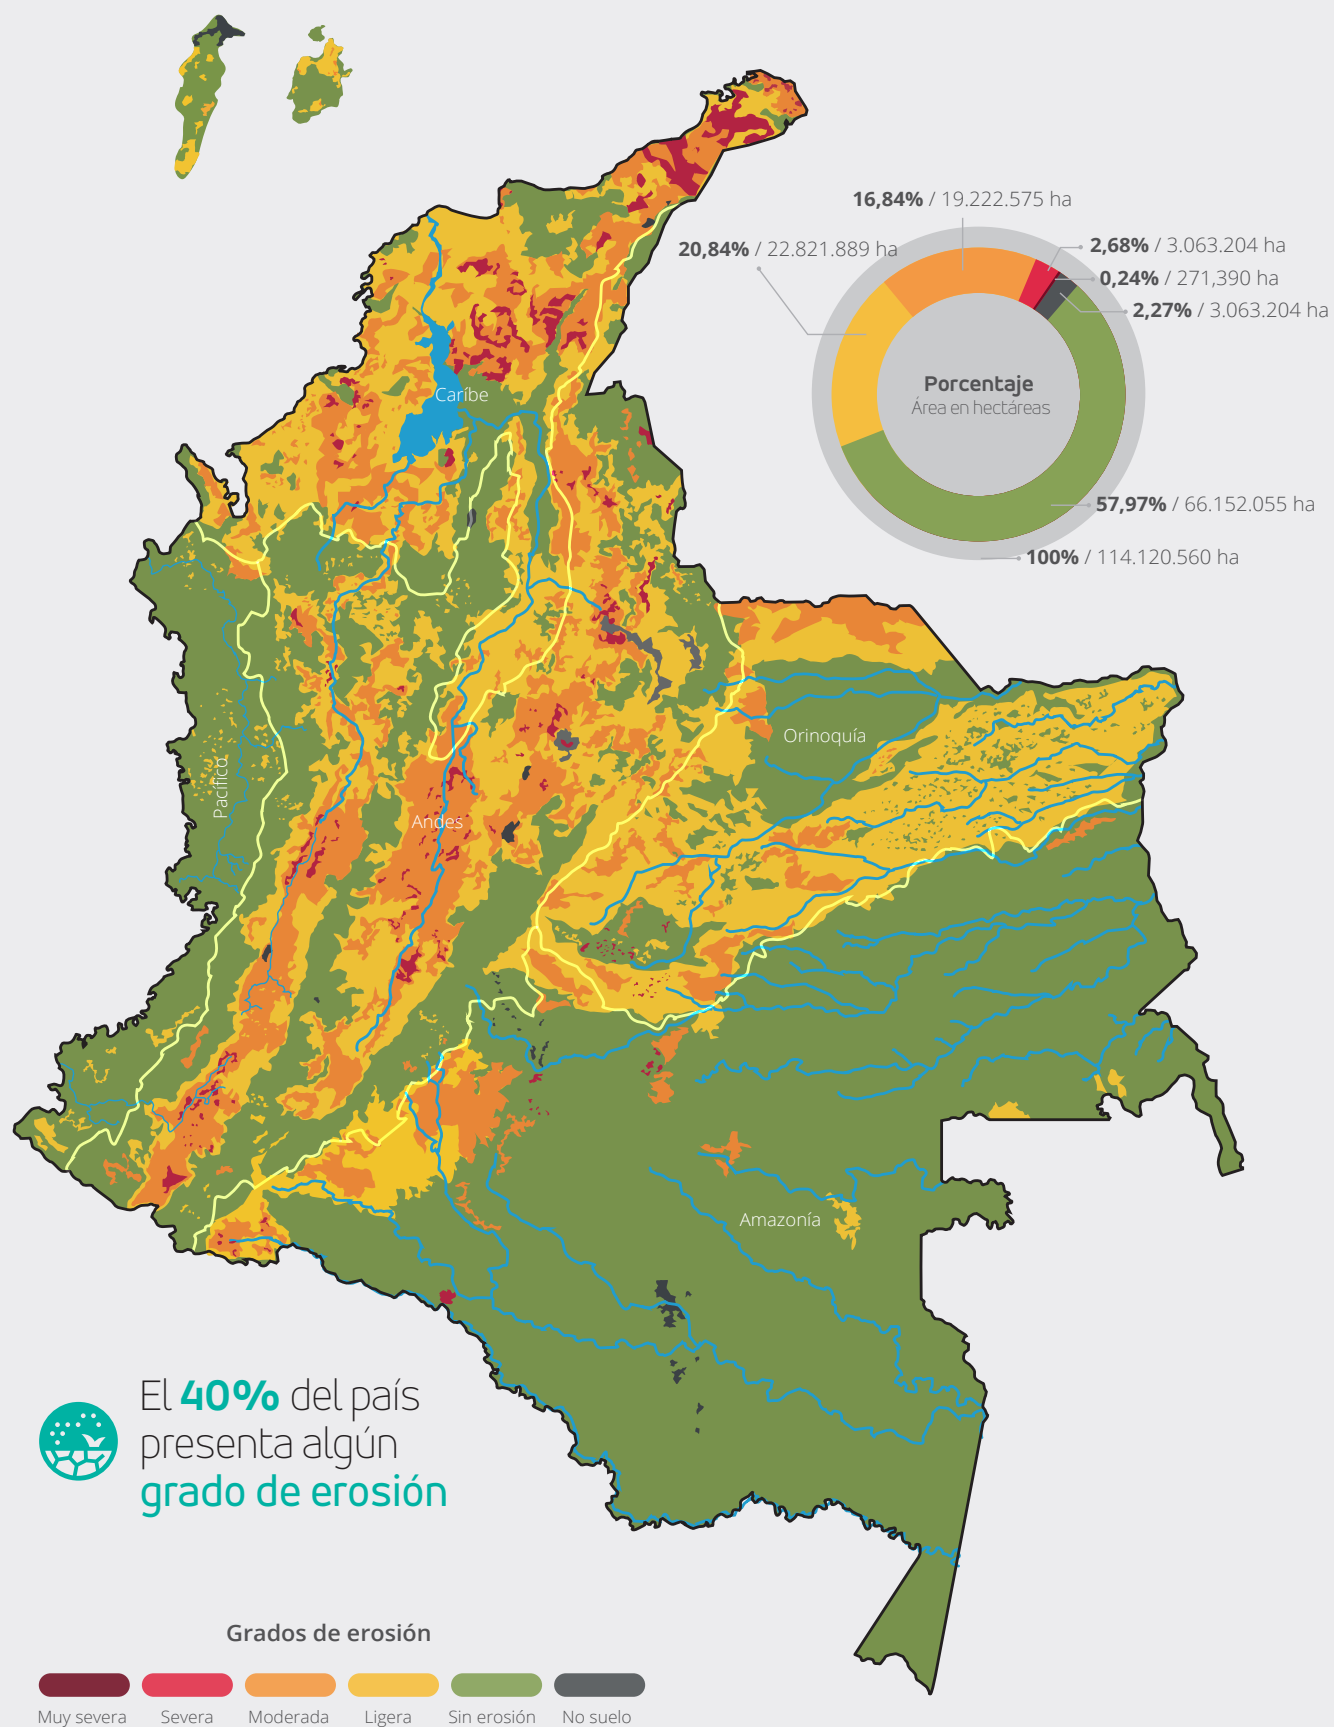 16,84% / 19.222.575 ha
20,84% / 22.821.889 ha
2,68% / 3.063.204 ha
0,24% / 271,390 ha
2,27% / 3.063.204 ha
Porcentaje
Área en hectáreas
57,97% / 66.152.055 ha
100% / 114.120.560 ha
Caríbe
Orinoquía
Pacífico
Andes
Amazonía
El 40% del país
presenta algún
grado de erosión
Grados de erosión
Muy severa Severa Moderada Ligera Sin erosión No suelo